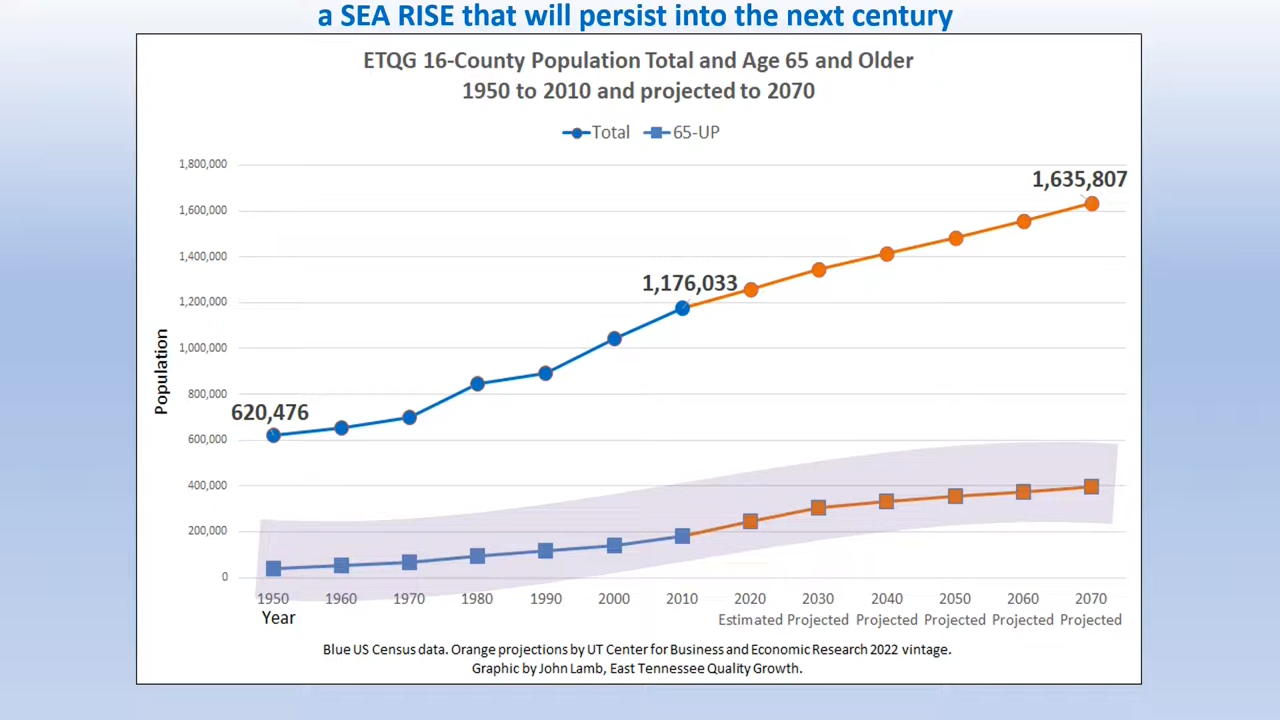 a SEA RISE that will persist into the next century
ETQG 16-County Population Total and Age 65 and Older
1950 to 2010 and projected to 2070
Total 65-UP
1,800,000
1,600,000
1,400,000
1,200,000
1,000,000
800,000
600,000
400,000
200,000
0
Population
620,476
1,176,033
1,635,807
1950 1960 1970 1980 1990 2000 2010 2020 2030 2040 2050 2060 2070
Year
Estimated Projected Projected Projected Projected Projected
Blue US Census data. Orange projections by UT Center for Business and Economic Research 2022 vintage.
Graphic by John Lamb, East Tennessee Quality Growth.